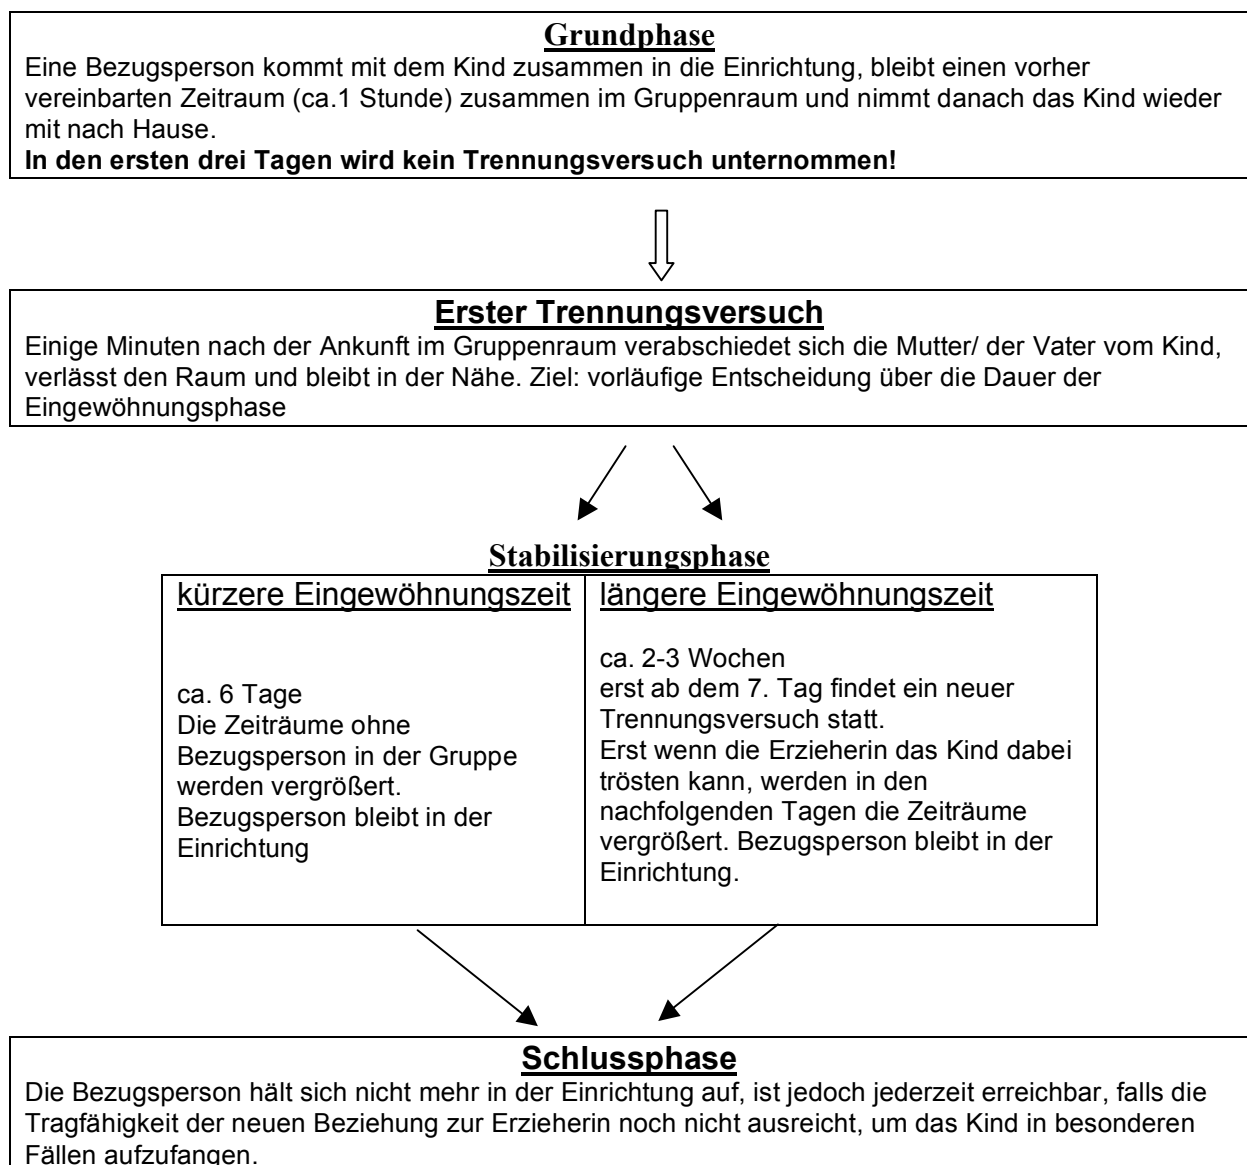 Grundphase
Eine Bezugsperson kommt mit dem Kind zusammen in die Einrichtung, bleibt einen vorher
vereinbarten Zeitraum (ca.1 Stunde) zusammen im Gruppenraum und nimmt danach das Kind wieder
mit nach Hause.
In den ersten drei Tagen wird kein Trennungsversuch unternommen!
Erster Trennungsversuch
Einige Minuten nach der Ankunft im Gruppenraum verabschiedet sich die Mutter/ der Vater vom Kind,
verlässt den Raum und bleibt in der Nähe. Ziel: vorläufige Entscheidung über die Dauer der
Eingewöhnungsphase
Stabilisierungsphase
kürzere Eingewöhnungszeit
ca. 6 Tage
Die Zeiträume ohne
Bezugsperson in der Gruppe
werden vergrößert.
Bezugsperson bleibt in der
Einrichtung
längere Eingewöhnungszeit
ca. 2-3 Wochen
erst ab dem 7. Tag findet ein neuer
Trennungsversuch statt.
Erst wenn die Erzieherin das Kind dabei
trösten kann, werden in den
nachfolgenden Tagen die Zeiträume
vergrößert. Bezugsperson bleibt in der
Einrichtung.
Schlussphase
Die Bezugsperson hält sich nicht mehr in der Einrichtung auf, ist jedoch jederzeit erreichbar, falls die
Tragfähigkeit der neuen Beziehung zur Erzieherin noch nicht ausreicht, um das Kind in besonderen
Fällen aufzufangen.